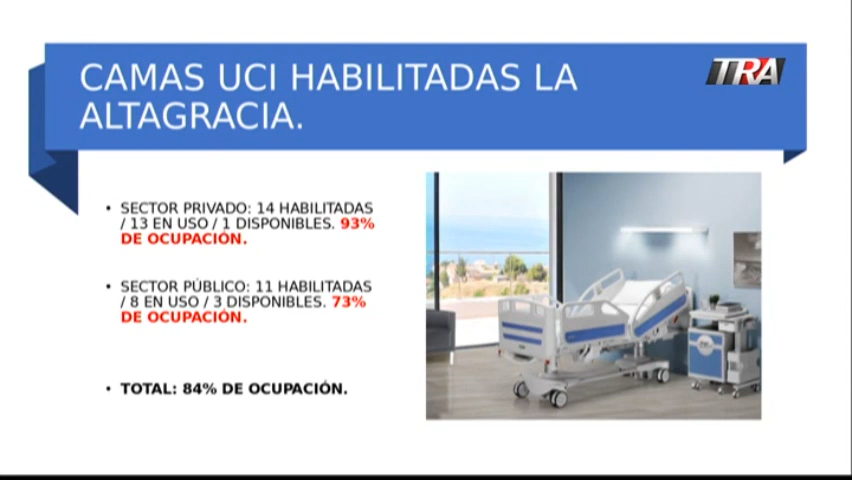 CAMAS UCI HABILITADAS LA
ALTAGRACIA.
TRA
• SECTOR PRIVADO: 14 HABILITADAS
/ 13 EN USO / 1 DISPONIBLES. 93%
DE OCUPACIÓN.
• SECTOR PÚBLICO: 11 HABILITADAS
/ 8 EN USO / 3 DISPONIBLES. 73%
DE OCUPACIÓN.
• TOTAL: 84% DE OCUPACIÓN.